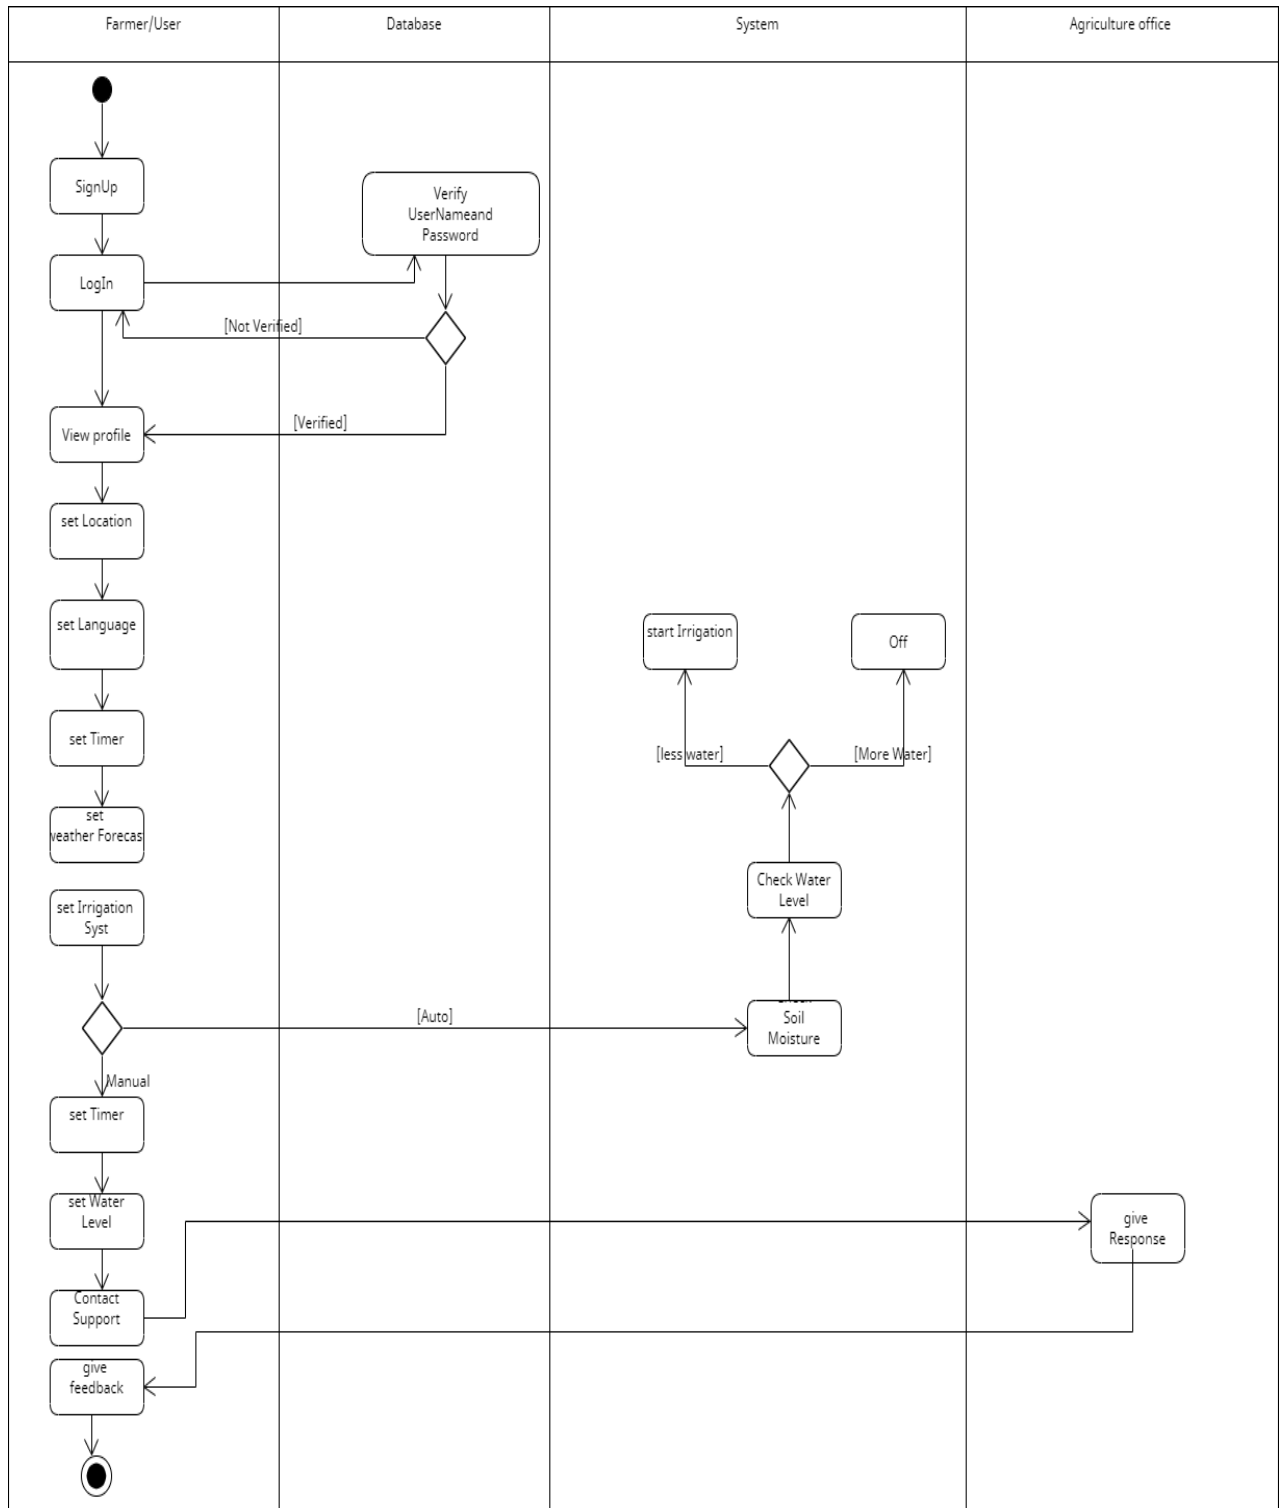 Farmer/User
Database
System
Agriculture office
SignUp
Verify
UserNameand
Password
LogIn
[Not Verified]
[Verified]
View profile
set Location
set Language
start Irrigation
Off
set Timer
[less water]
[More Water]
set
weather Forecas
Check Water
Level
set Irrigation
Syst
[Auto]
Soil
Moisture
Manual
set Timer
set Water
Level
give
Response
Contact
Support
give
feedback